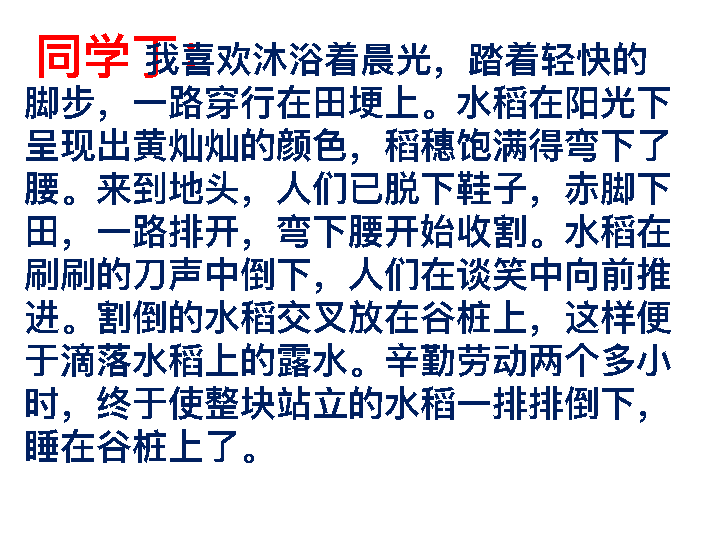 同学下
我喜欢沐浴着晨光，踏着轻快的
脚步，一路穿行在田埂上。水稻在阳光下
呈现出黄灿灿的颜色，稻穗饱满得弯下了
腰。来到地头，人们已脱下鞋子，赤脚下
田，一路排开，弯下腰开始收割。水稻在
刷刷的刀声中倒下，人们在谈笑中向前推
进。割倒的水稻交叉放在谷桩上，这样便
于滴落水稻上的露水。辛勤劳动两个多小
时，终于使整块站立的水稻一排排倒下，
睡在谷桩上了。